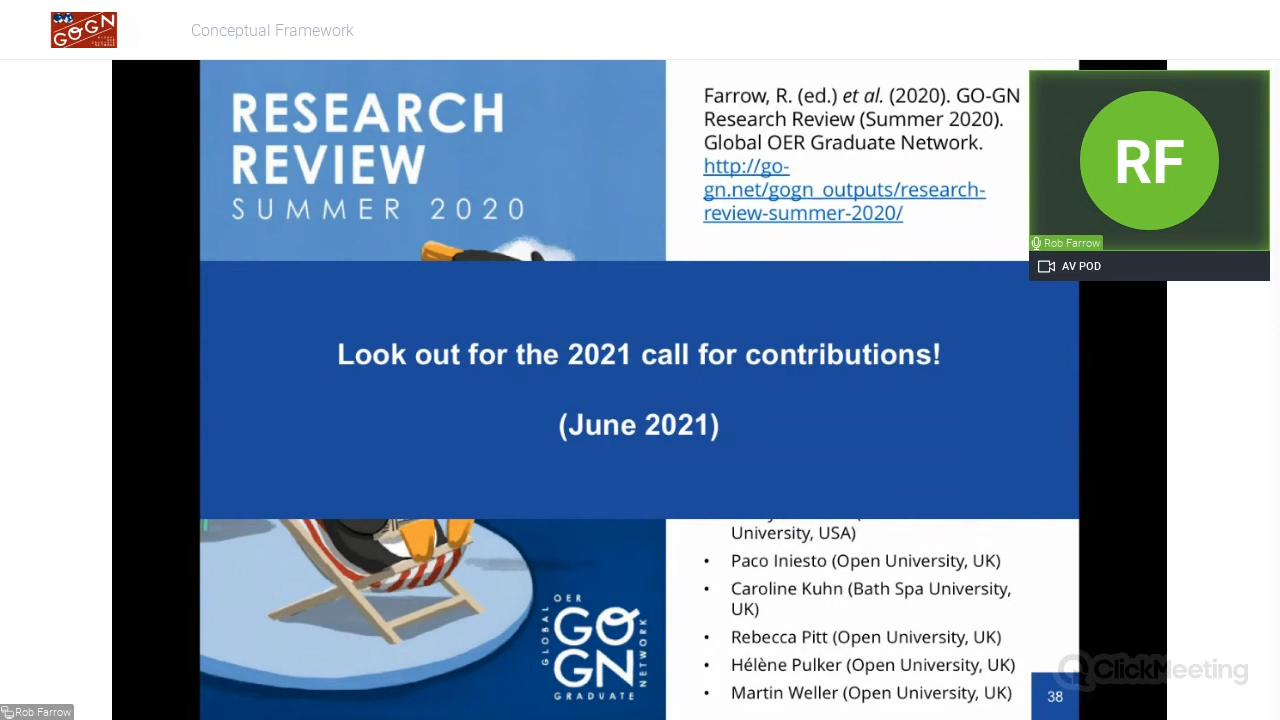 GOGN
Conceptual Framework
RESEARCH
REVIEW
SUMMER 2020
Farrow, R. (ed.) et al. (2020). GO-GN
Research Review (Summer 2020).
Global OER Graduate Network.
http://go-
gn.net/gogn_outputs/research-
review-summer-2020/
RF
Rob Farrow
AV POD
Look out for the 2021 call for contributions!
(June 2021)
University, USA)
• Paco Iniesto (Open University, UK)
• Caroline Kuhn (Bath Spa University,
UK)
• Rebecca Pitt (Open University, UK)
• Hélène Pulker (Open University, UK)
• Martin Weller (Open University, UK)
GLOBAL
OER
GO
GN
NETWORK
GRADUATE
ClickMeeting
38
Rob Farrow